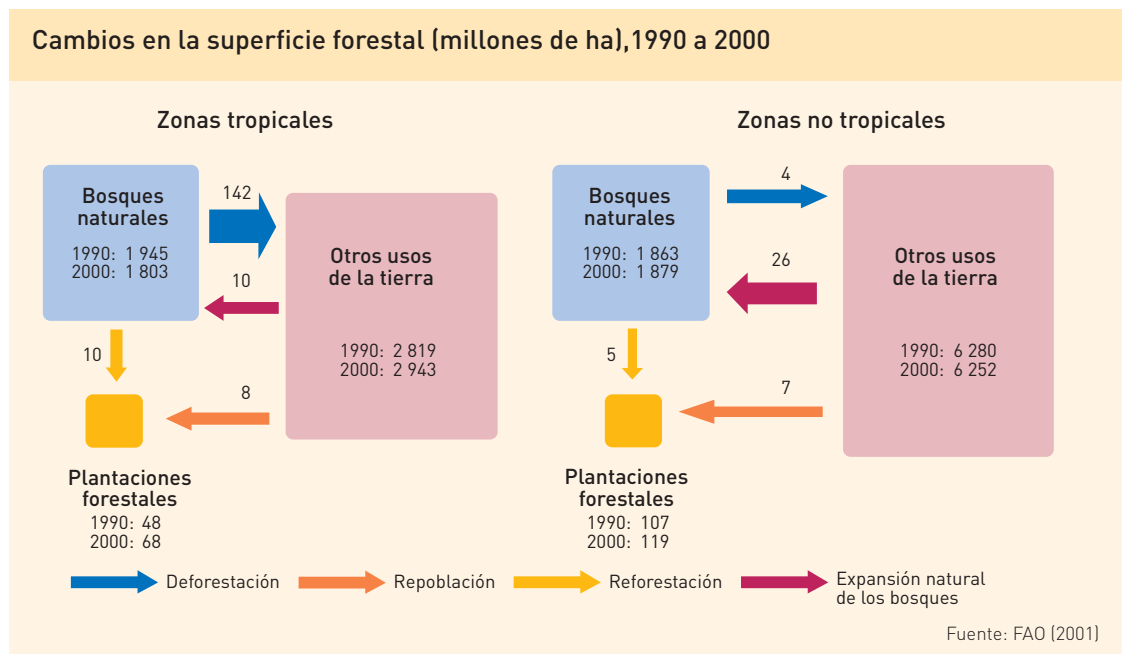 Cambios en la superficie forestal (millones de ha),1990 a 2000
Zonas tropicales
Bosques
naturales
1990: 1 945
2000: 1 803
142
10
Otros usos
de la tierra
1990: 2 819
2000: 2 943
10
8
Plantaciones
forestales
1990: 48
2000: 68
Zonas no tropicales
Bosques
naturales
1990: 1 863
2000: 1 879
4
26
Otros usos
de la tierra
1990: 6 280
2000: 6 252
5
7
Plantaciones
forestales
1990: 107
2000: 119
Deforestación
Repoblación
Reforestación
Expansión natural
de los bosques
Fuente: FAO (2001)